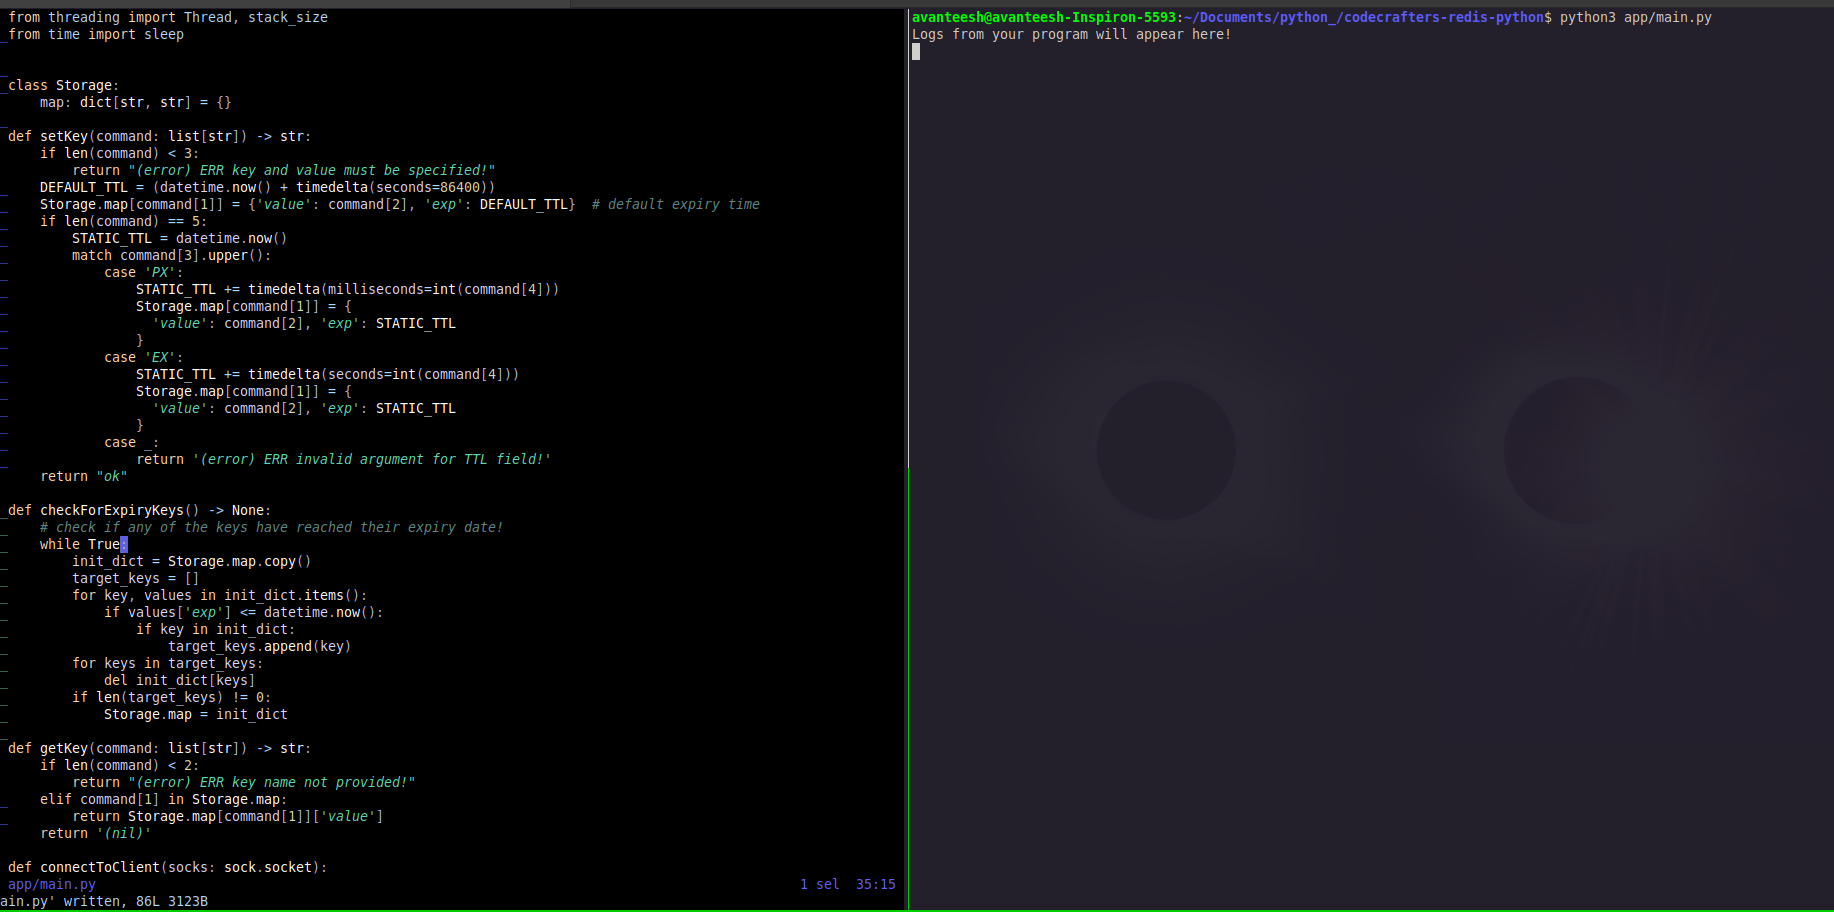 from threading import Thread, stack_size
from time import sleep
class Storage:
    map: dict[str, str] = {}
def setKey(command: list[str]) -> str:
    if len(command) < 3:
        return "(error) ERR key and value must be specified!"
    DEFAULT_TTL = (datetime.now() + timedelta(seconds=86400))
    Storage.map[command[1]] = {'value': command[2], 'exp': DEFAULT_TTL}  # default expiry time
    if len(command) == 5:
        STATIC_TTL = datetime.now()
        match command[3].upper():
            case 'PX':
                STATIC_TTL += timedelta(milliseconds=int(command[4]))
                Storage.map[command[1]] = {
                  'value': command[2], 'exp': STATIC_TTL
                }
            case 'EX':
                STATIC_TTL += timedelta(seconds=int(command[4]))
                Storage.map[command[1]] = {
                  'value': command[2], 'exp': STATIC_TTL
                }
            case _:
                return '(error) ERR invalid argument for TTL field!'
    return "ok"
def checkForExpiryKeys() -> None:
    # check if any of the keys have reached their expiry date!
    while True:
        init_dict = Storage.map.copy()
        target_keys = []
        for key, values in init_dict.items():
            if values['exp'] <= datetime.now():
                if key in init_dict:
                    target_keys.append(key)
        for keys in target_keys:
            del init_dict[keys]
        if len(target_keys) != 0:
            Storage.map = init_dict
def getKey(command: list[str]) -> str:
    if len(command) < 2:
        return "(error) ERR key name not provided!"
    elif command[1] in Storage.map:
        return Storage.map[command[1]]['value']
    return '(nil)'
def connectToClient(socks: sock.socket):
app/main.py 1 sel 35:15
ain.py' written, 86L 3123B
avanteesh@avanteesh-Inspiron-5593:~/Documents/python_/codecrafters-redis-python$ python3 app/main.py
Logs from your program will appear here!